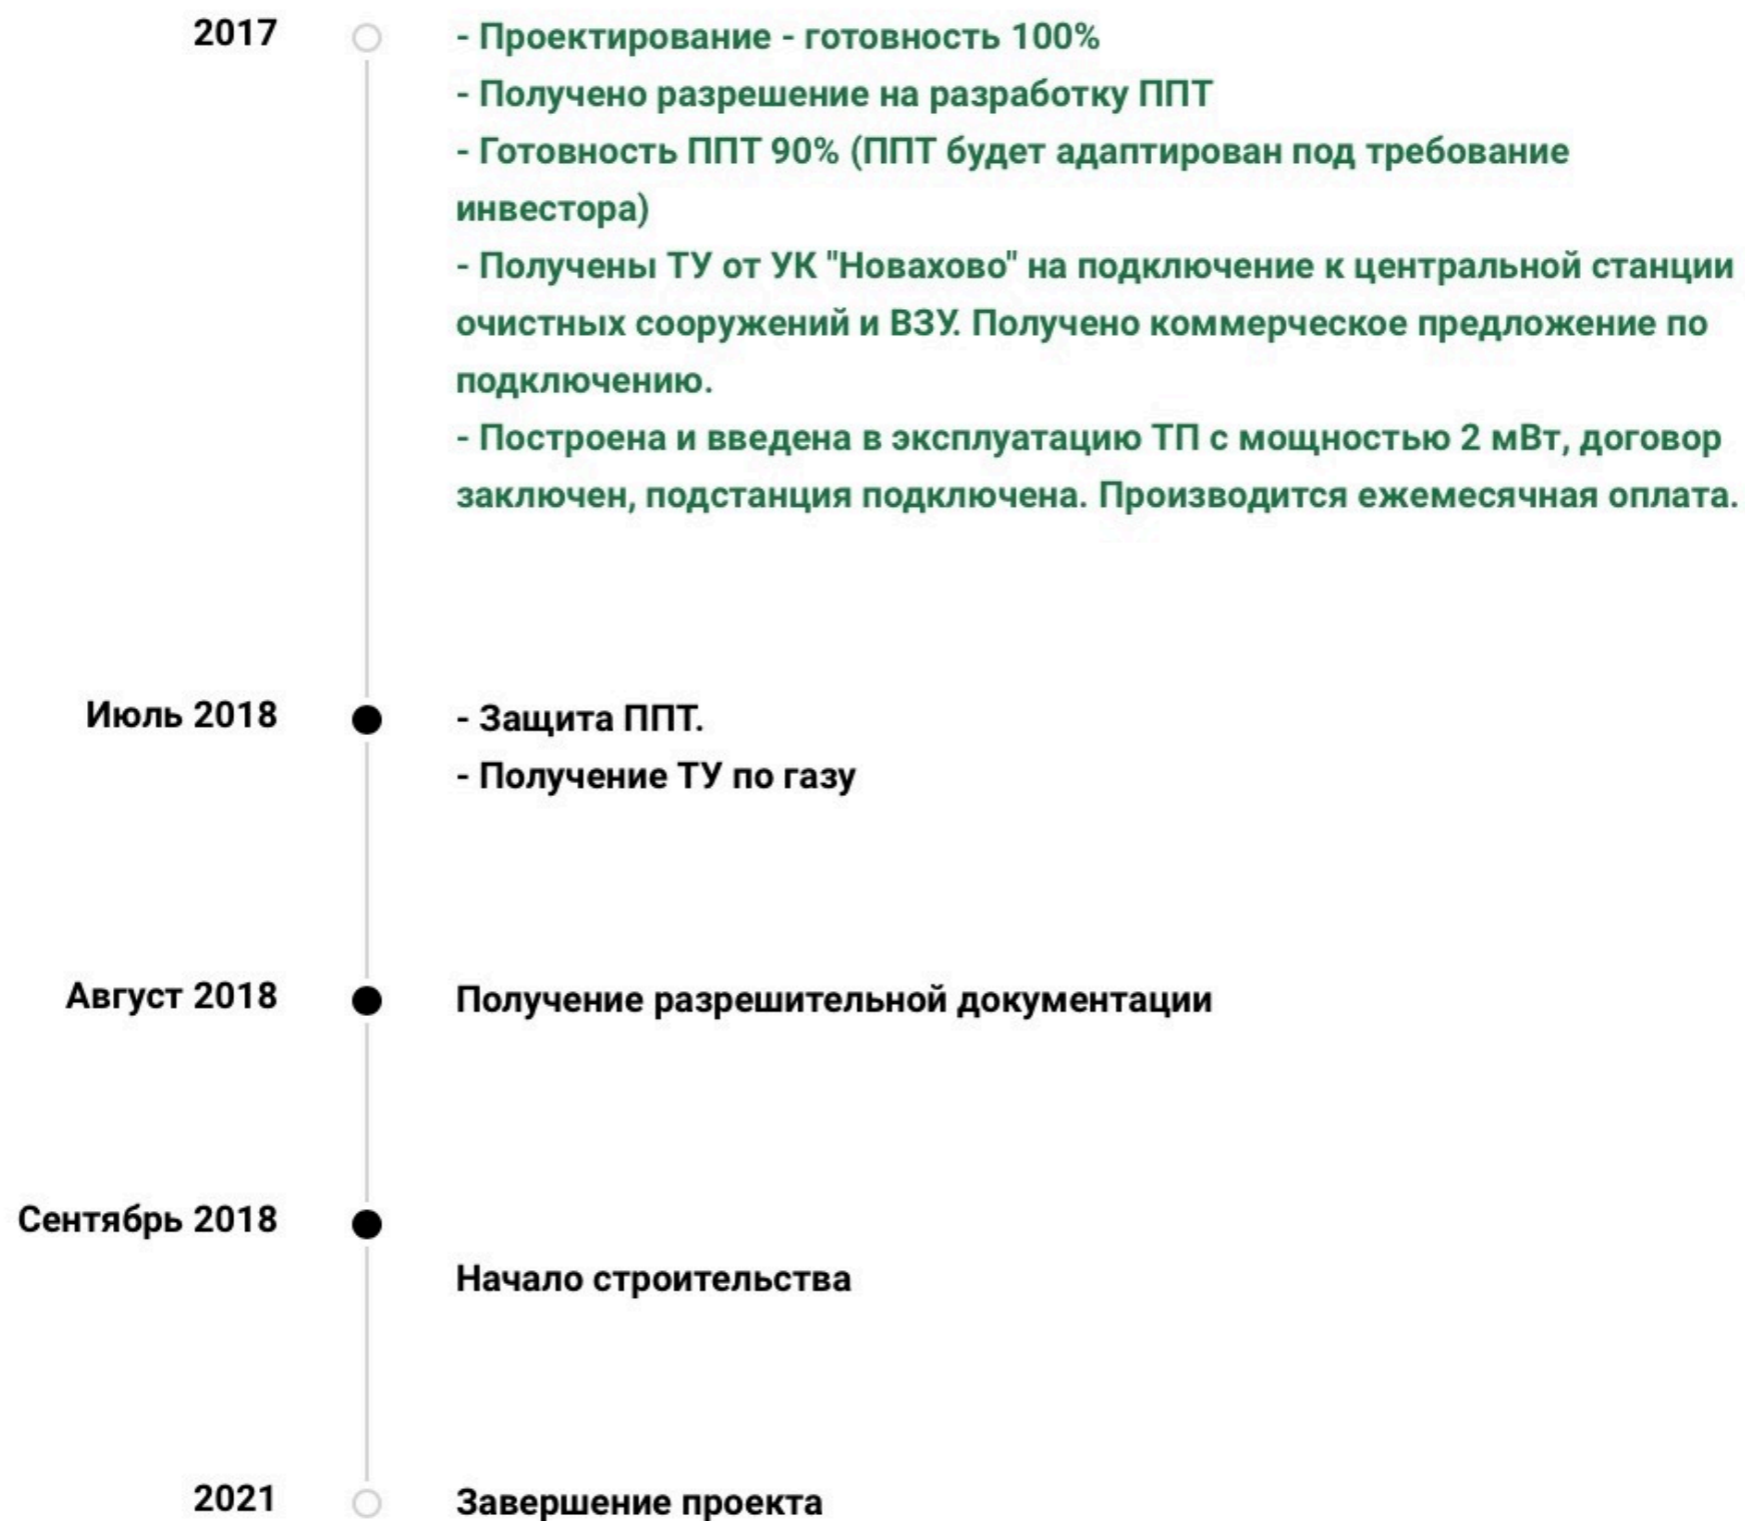 2017
- Проектирование - готовность 100%
- Получено разрешение на разработку ППТ
- Готовность ППТ 90% (ППТ будет адаптирован под требование
инвестора)
- Получены ТУ от УК "Новахово" на подключение к центральной станции
очистных сооружений и ВЗУ. Получено коммерческое предложение по
подключению.
- Построена и введена в эксплуатацию ТП с мощностью 2 мВт, договор
заключен, подстанция подключена. Производится ежемесячная оплата.
Июль 2018
- Защита ППТ.
- Получение ТУ по газу
Август 2018
Получение разрешительной документации
Сентябрь 2018
Начало строительства
2021
Завершение проекта